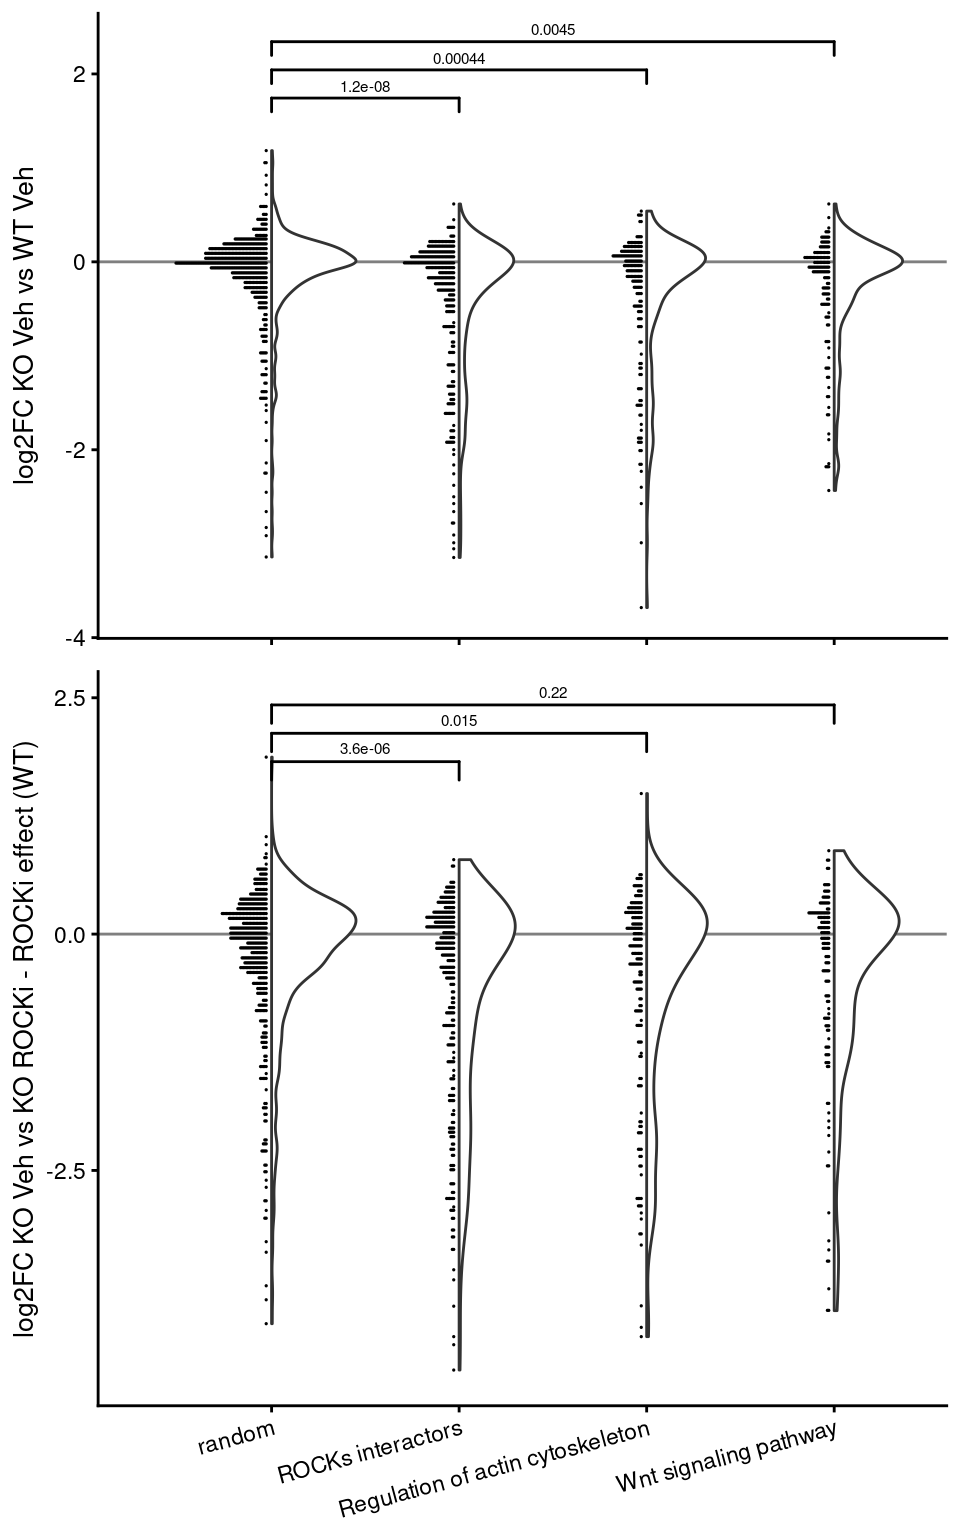 0.0045
0.00044
1.2e-08
2
0
-2
-4
log2FC KO Veh vs WT Veh
0.22
0.015
3.6e-06
2.5
0.0
-2.5
log2FC KO Veh vs KO ROCKi - ROCKi effect (WT)
random
ROCKs interactors
Regulation of actin cytoskeleton
Wnt signaling pathway